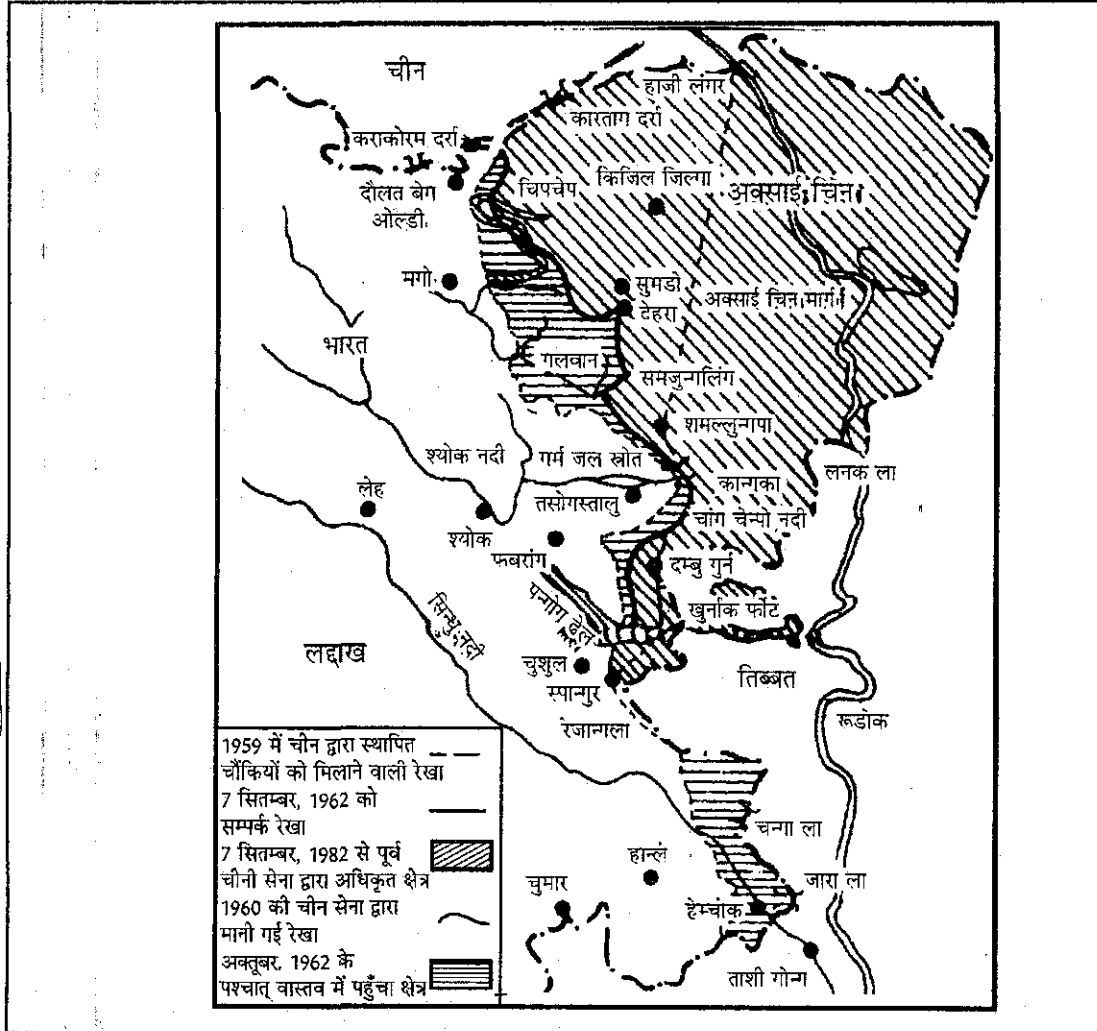 चीन
हाजी लंगर
कारताग दर्रा
कराकोरम दर्रा
दौलत बेग
ओल्डी
चिपचेप
किजिल जिल्गा
अक्साई चिन
मगो
सुमडो
देहरा
अक्साई चिन मार्ग
भारत
गलवान
समजुन्गलिंग
शमल्लुन्गपा
श्योक नदी
गर्म जल स्रोत
लनक ला
लेह
तसोगस्तालु
कान्गका
चांग चेन्पो नदी
श्योक
फबरांग
दम्बु गुर्न
पन्गोंग झेल
खुर्नाक फोर्ट
सिन्धु नदी
लद्दाख
चुशुल
स्पान्गुर
तिब्बत
रेजान्गला
रूडोक
1959 में चीन द्वारा स्थापित
चौंकियों को मिलाने वाली रेखा
7 सितम्बर, 1962 को
सम्पर्क रेखा
7 सितम्बर, 1982 से पूर्व
चीनी सेना द्वारा अधिकृत क्षेत्र
1960 की चीन सेना द्वारा
मानी गई रेखा
अक्तूबर, 1962 के
पश्चात् वास्तव में पहुँचा क्षेत्र
चन्गा ला
हान्लं
जारा ला
चुमार
हेम्चोक
ताशी गोन्ग